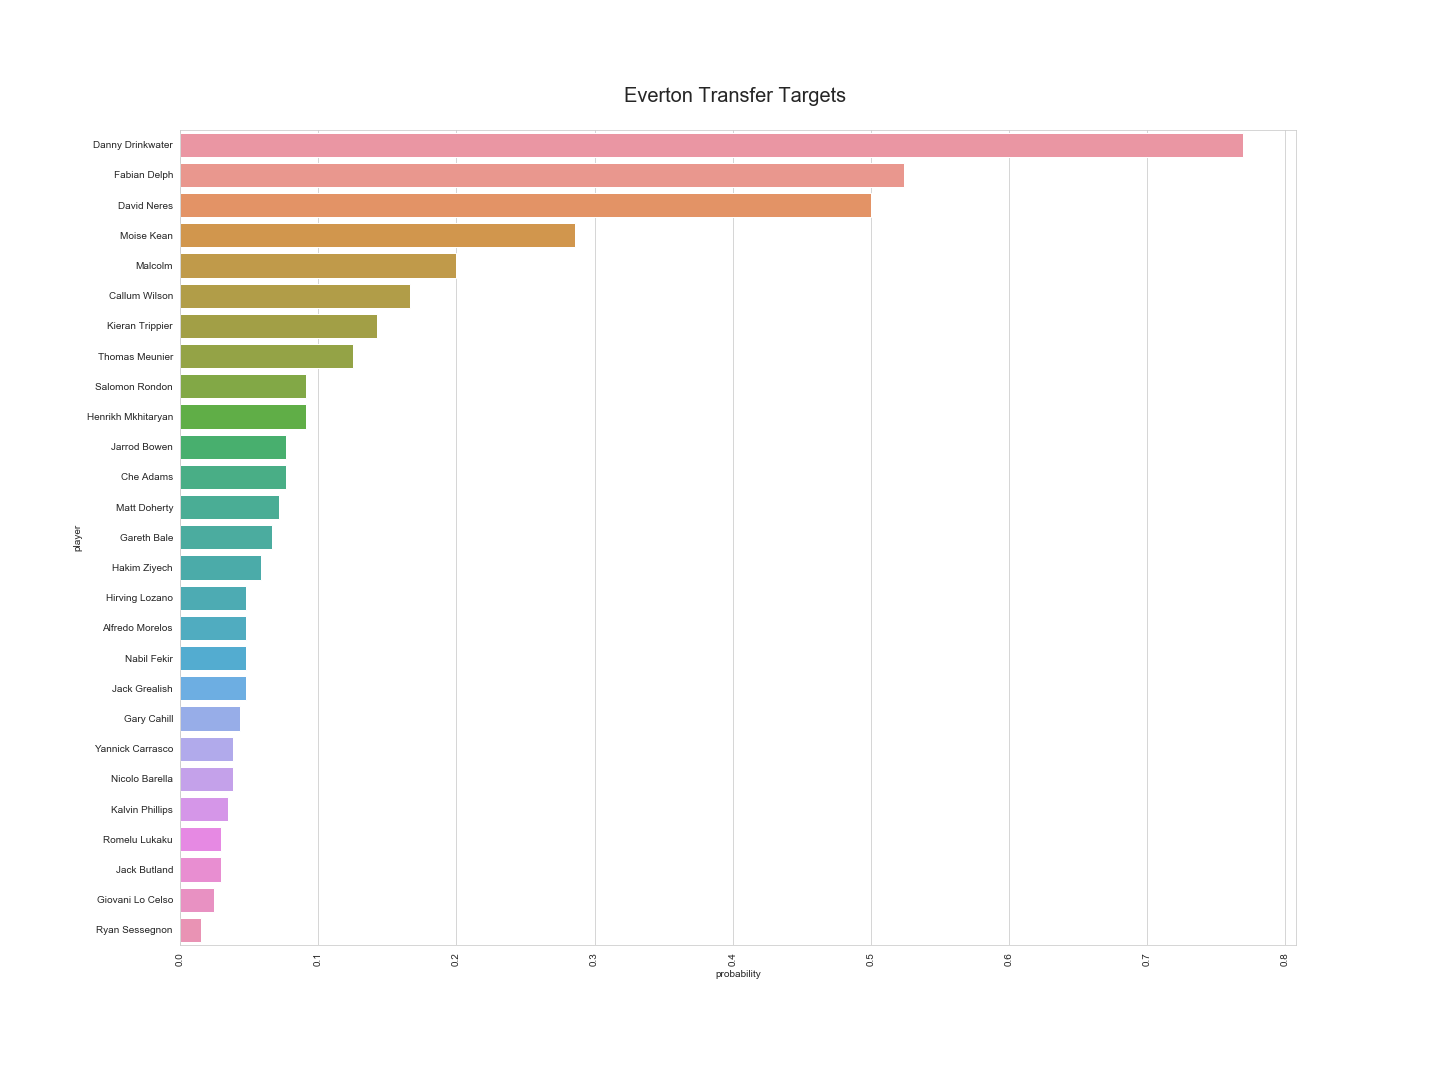 Everton Transfer Targets
Danny Drinkwater
Fabian Delph
David Neres
Moise Kean
Malcolm
Callum Wilson
Kieran Trippier
Thomas Meunier
Salomon Rondon
Henrikh Mkhitaryan
Jarrod Bowen
Che Adams
Matt Doherty
Gareth Bale
Hakim Ziyech
Hirving Lozano
Alfredo Morelos
Nabil Fekir
Jack Grealish
Gary Cahill
Yannick Carrasco
Nicolo Barella
Kalvin Phillips
Romelu Lukaku
Jack Butland
Giovani Lo Celso
Ryan Sessegnon
player
0.0
0.1
0.2
0.3
0.4
0.5
0.6
0.7
0.8
probability